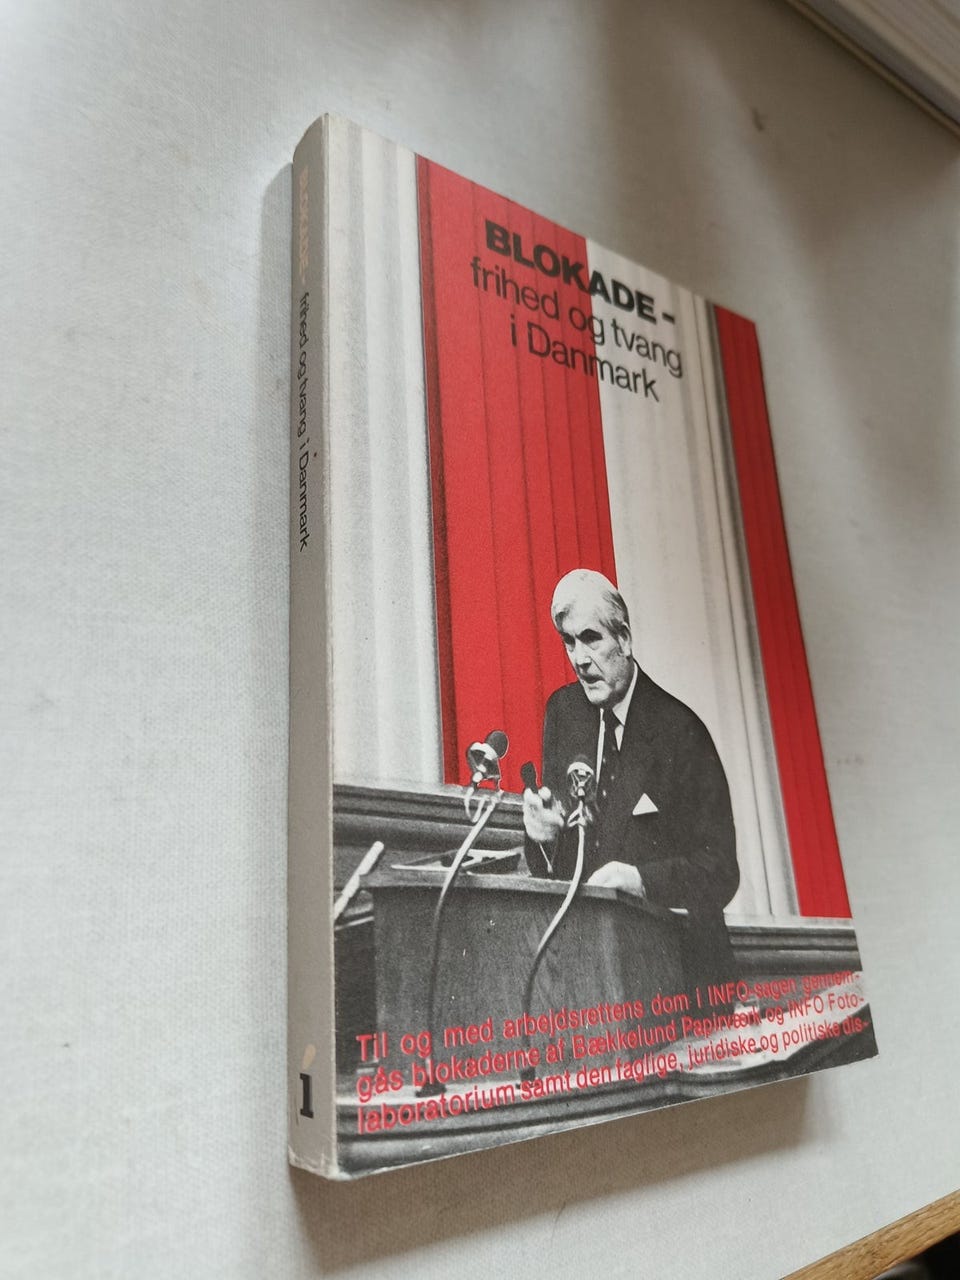 BLOKADE -
frihed og tvang
i Danmark
Til og med arbejdsrettens dom i INFO-sagen gennem-
gås blokaderne af Bækkelund Papirværk og INFO Foto-
laboratorium samt den faglige, juridiske og politiske dis-
BLOKADE - frihed og tvang i Danmark
1